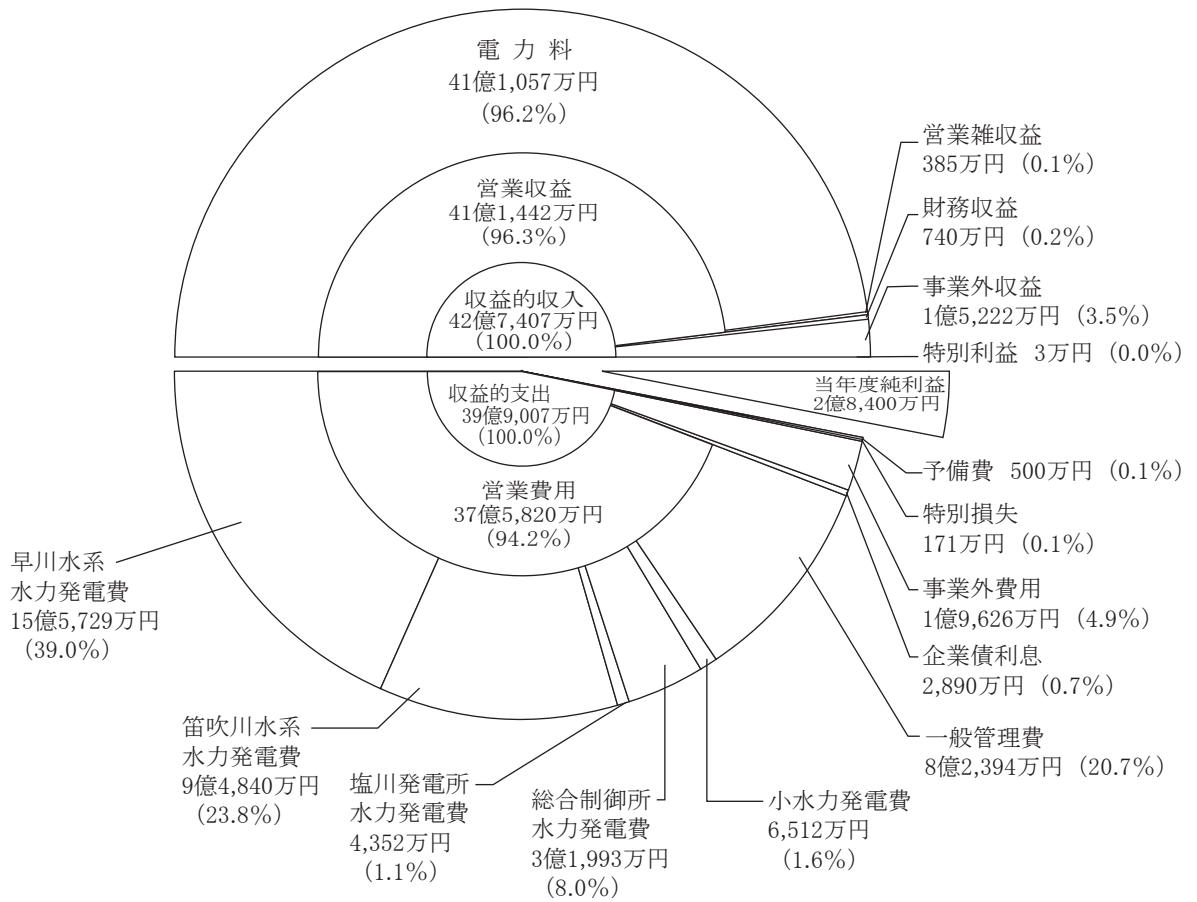 電力料
41億1,057万円
(96.2%)
営業収益
41億1,442万円
(96.3%)
収益的収入
42億7,407万円
(100.0%)
営業雑収益
385万円 (0.1%)
財務収益
740万円 (0.2%)
事業外収益
1億5,222万円 (3.5%)
特別利益 3万円 (0.0%)
当年度純利益
2億8,400万円
収益的支出
39億9,007万円
(100.0%)
営業費用
37億5,820万円
(94.2%)
予備費 500万円 (0.1%)
特別損失
171万円 (0.1%)
事業外費用
1億9,626万円 (4.9%)
企業債利息
2,890万円 (0.7%)
一般管理費
8億2,394万円 (20.7%)
早川水系
水力発電費
15億5,729万円
(39.0%)
笛吹川水系
水力発電費
9億4,840万円
(23.8%)
塩川発電所
水力発電費
4,352万円
(1.1%)
総合制御所
水力発電費
3億1,993万円
(8.0%)
小水力発電費
6,512万円
(1.6%)